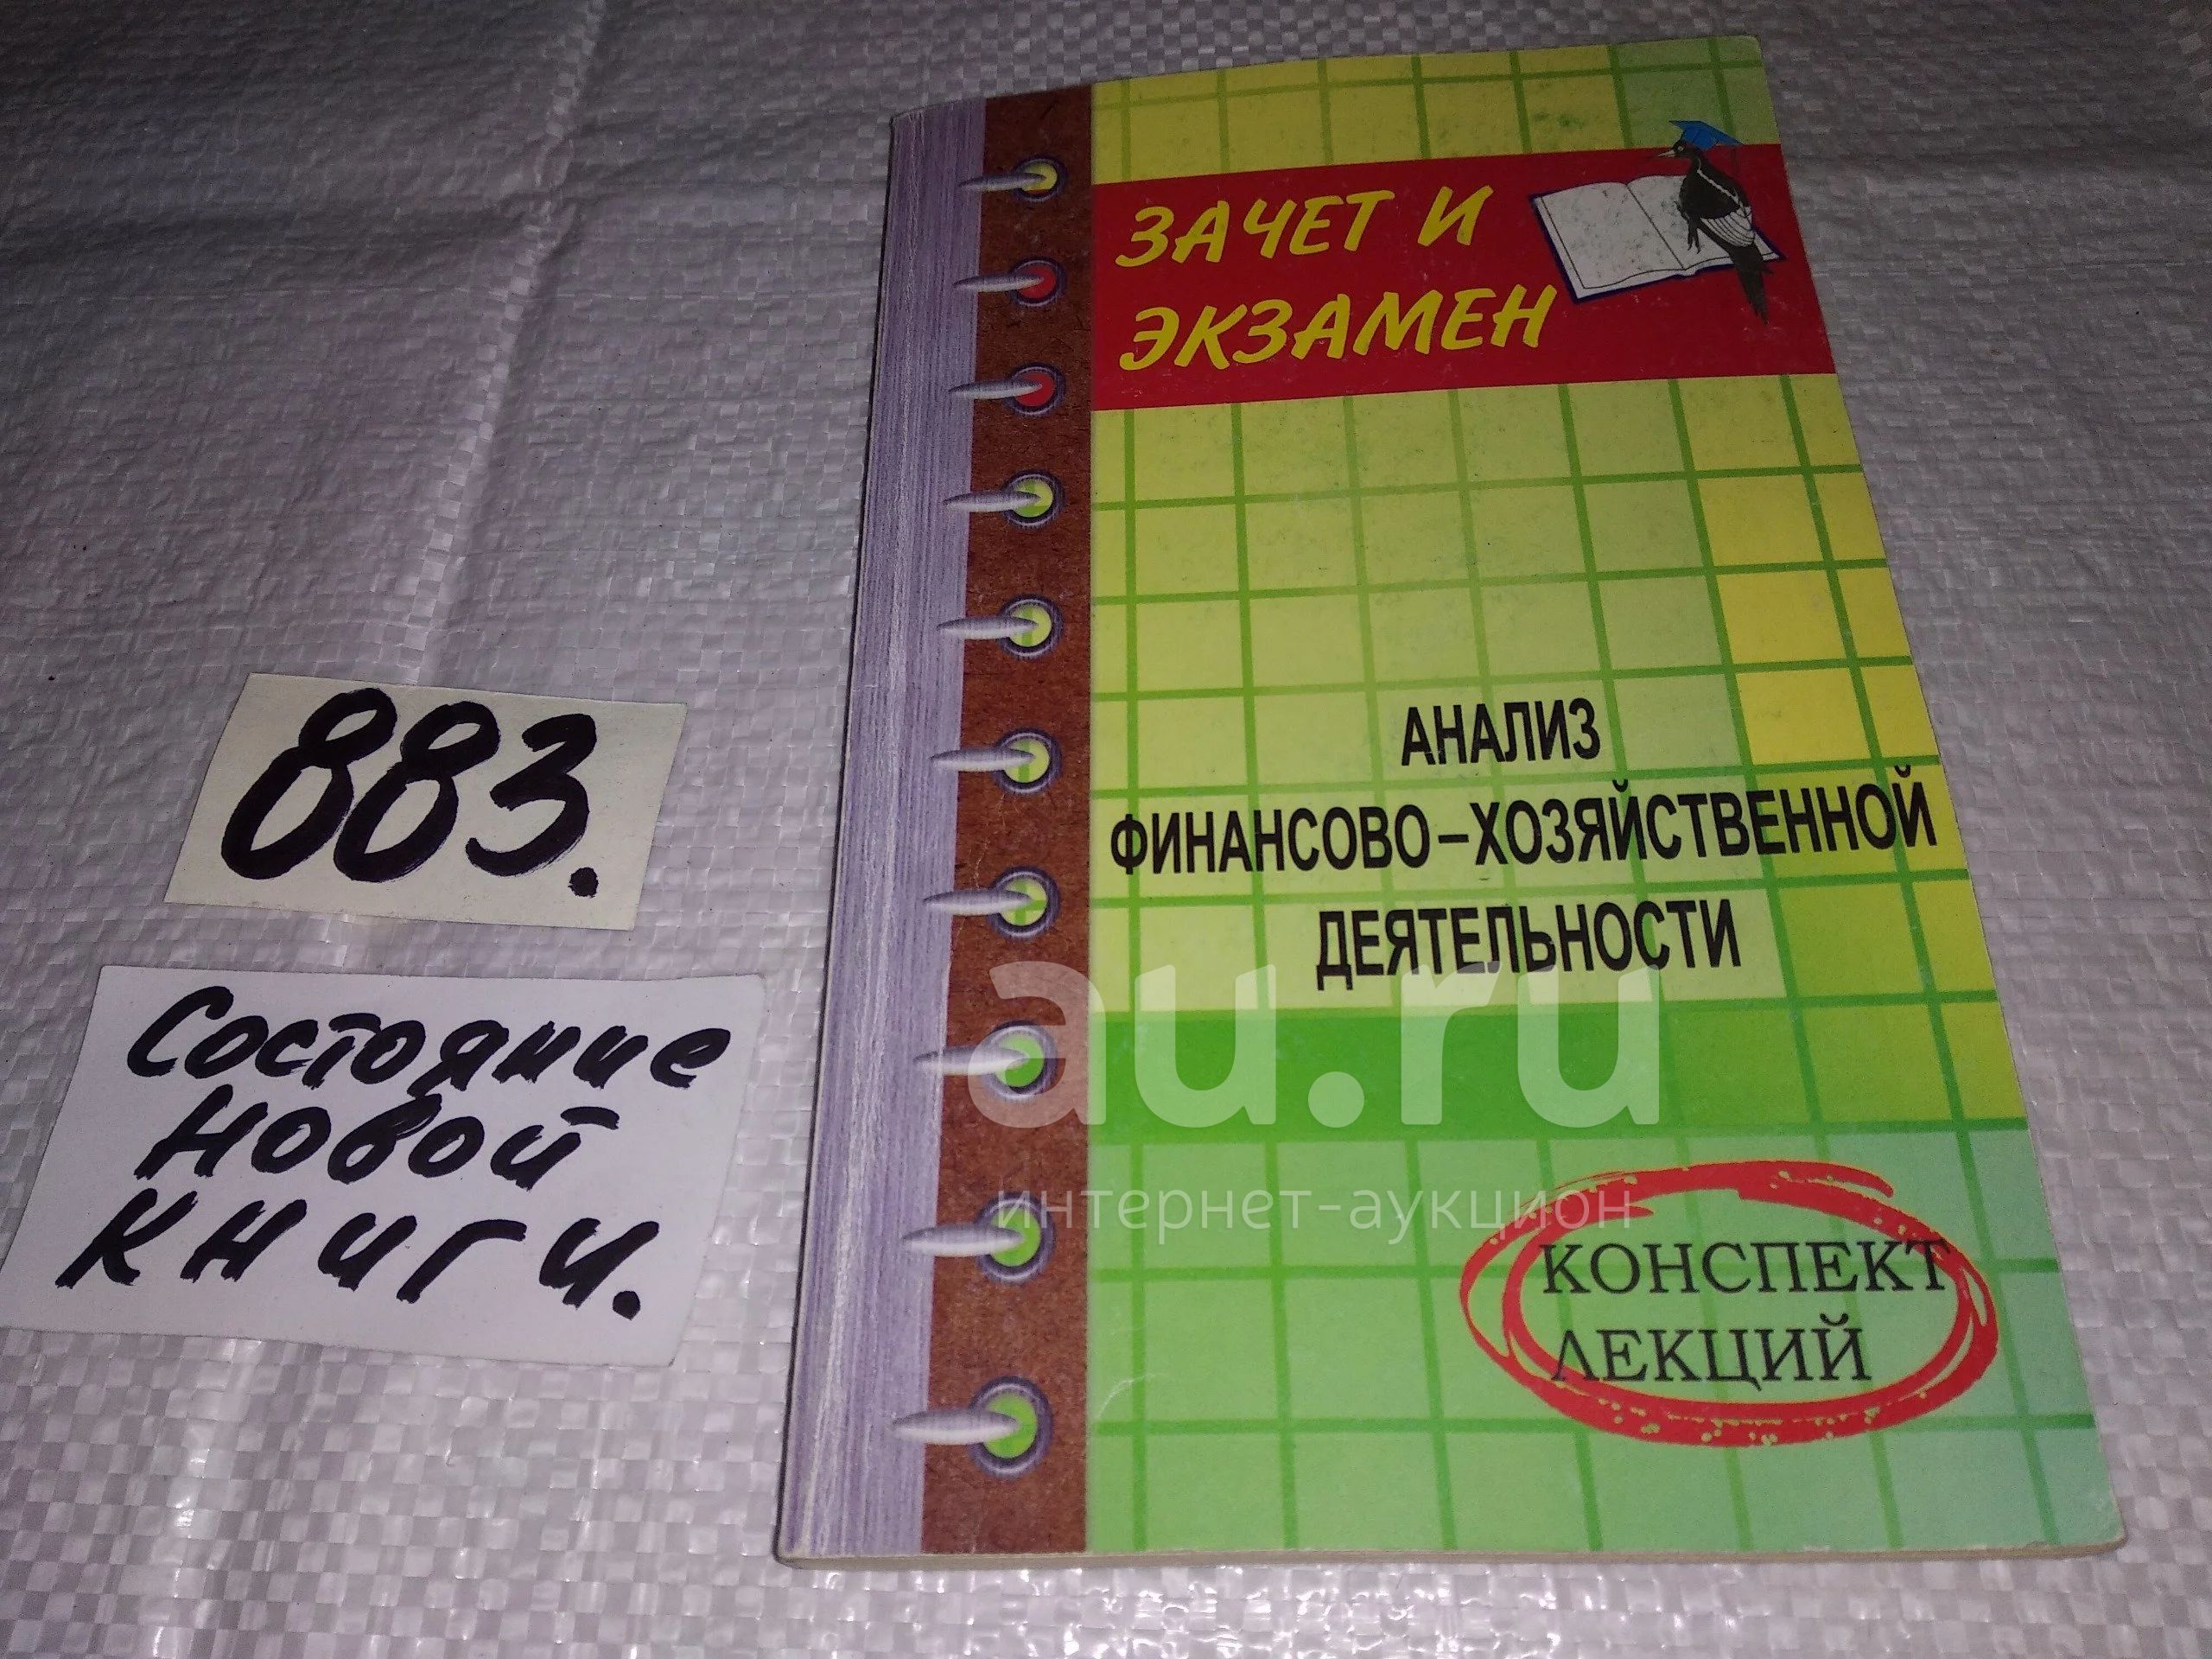 ЗАЧЕТ И
ЭКЗАМЕН
АНАЛИЗ
ФИНАНСОВО-ХОЗЯЙСТВЕННОЙ
ДЕЯТЕЛЬНОСТИ
КОНСПЕКТ
ЛЕКЦИЙ
883.
Состояние
новой
книги.
au.ru
интернет-аукцион